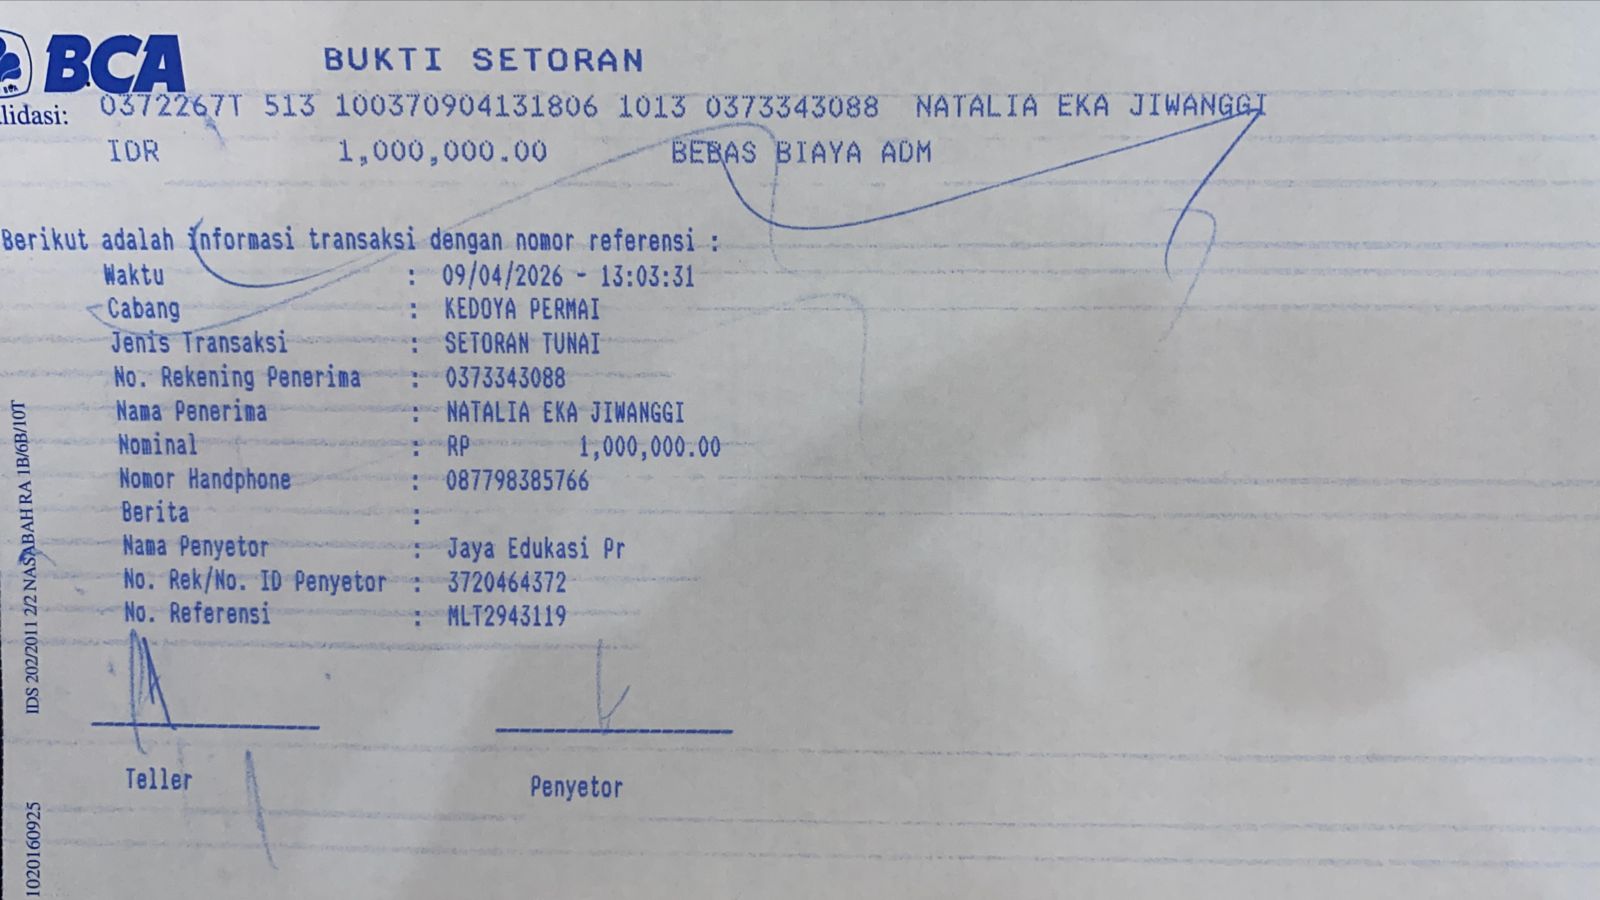 BCA
BUKTI SETORAN
lidasi: 0372267T 513 100370904131806 1013 0373343088 NATALIA EKA JIWANGGI
IDR 1,000,000.00 BEBAS BIAYA ADM
Berikut adalah informasi transaksi dengan nomor referensi :
Waktu : 09/04/2026 - 13:03:31
Cabang : KEDOYA PERMAI
Jenis Transaksi : SETORAN TUNAI
No. Rekening Penerima : 0373343088
Nama Penerima : NATALIA EKA JIWANGGI
Nominal : RP 1,000,000.00
Nomor Handphone : 087798385766
Berita :
Nama Penyetor : Jaya Edukasi Pr
No. Rek/No. ID Penyetor : 3720464372
No. Referensi : MLT2943119
Teller Penyetor
IDS 202/2011 2/2 NASABAH RA 1B/6B/10T
1020160925